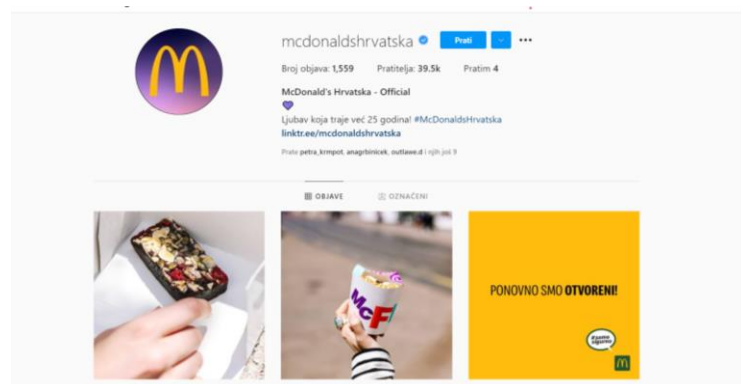 mcdonaldshrvatska Prati
Broj objava: 1,559 Pratitelja: 39.5k Pratim 4
McDonald's Hrvatska - Official
Ljubav koja traje već 25 godina! #McDonaldsHrvatska
linktr.ee/mcdonaldshrvatska
Prate petra_krmpot, anagrbinicek, outlawe.d i njih još 9
OBJAVE OZNAČENI
McF
PONOVNO SMO OTVORENI!